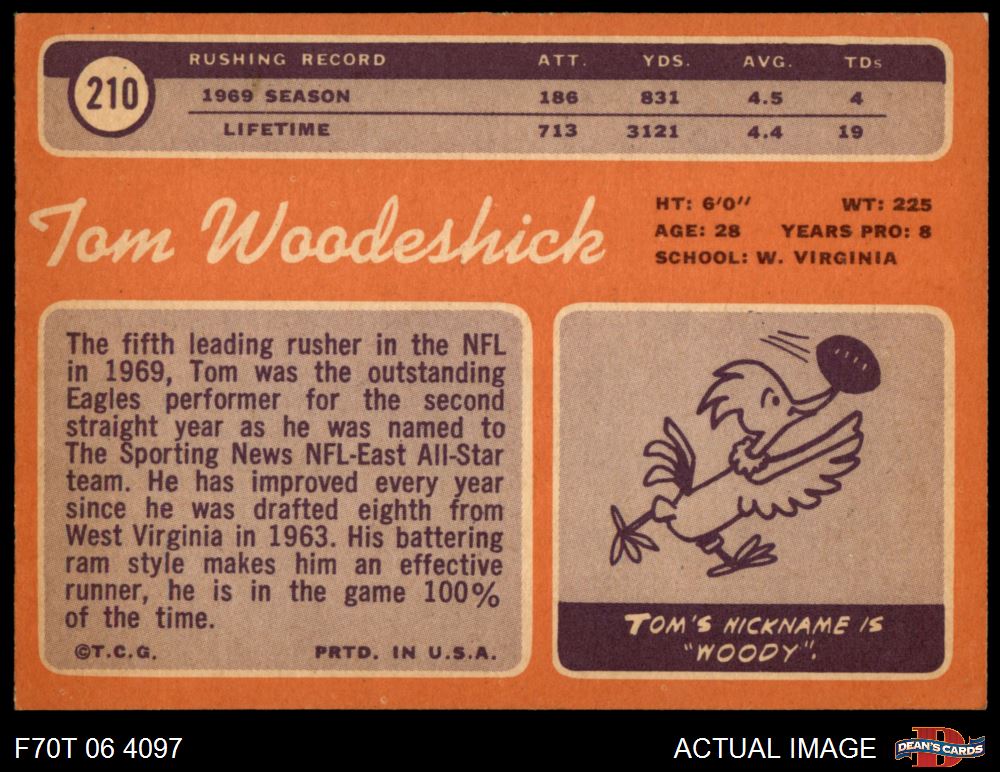 RUSHING RECORD ATT. YDS. AVG. TDs
210
1969 SEASON 186 831 4.5 4
LIFETIME 713 3121 4.4 19
Tom Woodeshick
HT: 6'0" WT: 225
AGE: 28 YEARS PRO: 8
SCHOOL: W. VIRGINIA
The fifth leading rusher in the NFL
in 1969, Tom was the outstanding
Eagles performer for the second
straight year as he was named to
The Sporting News NFL-East All-Star
team. He has improved every year
since he was drafted eighth from
West Virginia in 1963. His battering
ram style makes him an effective
runner, he is in the game 100%
of the time.
©T.C.G. PRTD. IN U.S.A.
TOM'S NICKNAME IS
"WOODY".
F70T 06 4097
ACTUAL IMAGE
D
DEAN'S CARDS